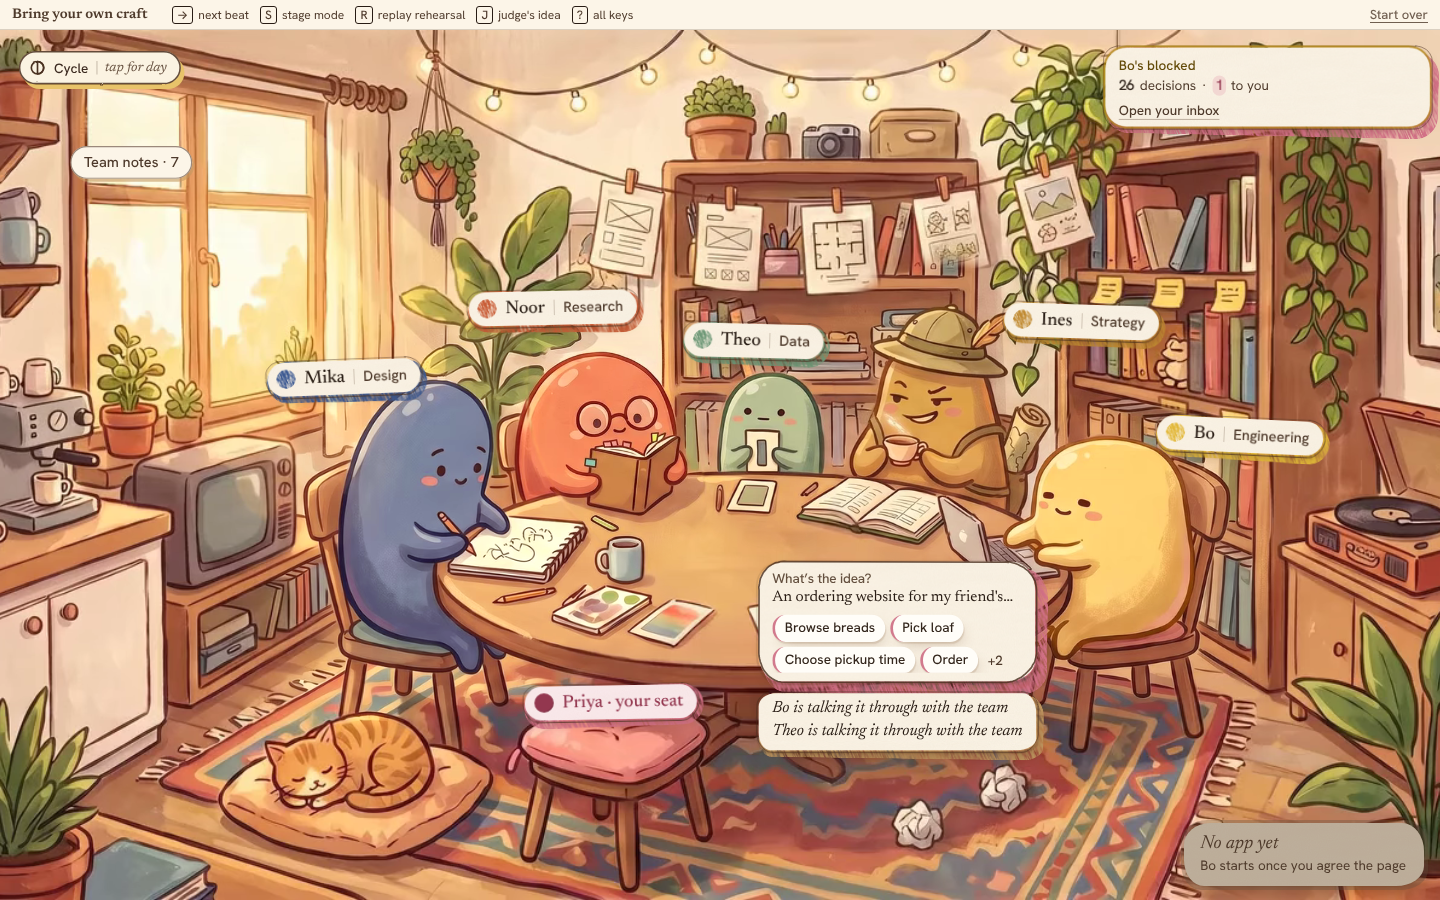 Bring your own craft
→ next beat S stage mode R replay rehearsal J judge's idea ? all keys
Start over
Cycle | tap for day
Bo's blocked
26 decisions · 1 to you
Open your inbox
Team notes · 7
Noor | Research
Ines | Strategy
Theo | Data
Mika | Design
Bo | Engineering
What's the idea?
An ordering website for my friend's...
Browse breads Pick loaf
Choose pickup time Order +2
Priya · your seat
Bo is talking it through with the team
Theo is talking it through with the team
No app yet
Bo starts once you agree the page